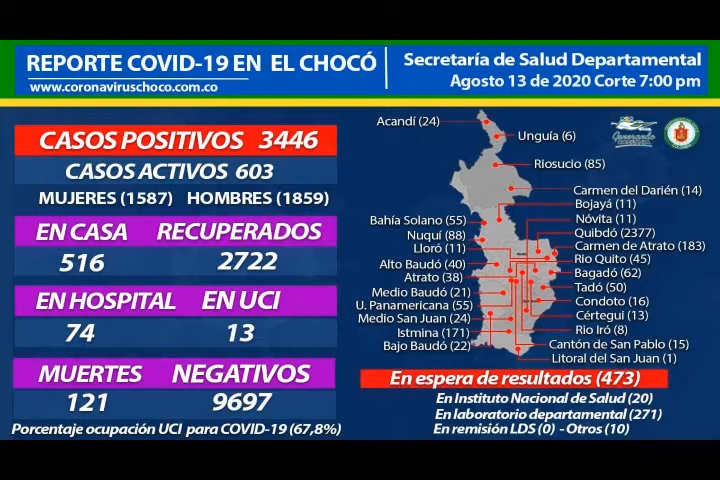 REPORTE COVID-19 EN EL CHOCÓ
www.coronaviruschoco.com.co
Secretaría de Salud Departamental
Agosto 13 de 2020 Corte 7:00 pm
CASOS POSITIVOS 3446
CASOS ACTIVOS 603
MUJERES (1587) HOMBRES (1859)
EN CASA RECUPERADOS
516 2722
EN HOSPITAL EN UCI
74 13
MUERTES NEGATIVOS
121 9697
Porcentaje ocupación UCI para COVID-19 (67,8%)
Acandí (24)
Unguía (6)
Ríosucio (85)
Carmen del Darién (14)
Bojayá (11)
Bahía Solano (55)
Nóvita (11)
Nuquí (88)
Quibdó (2377)
Lloró (11)
Carmen de Atrato (183)
Alto Baudó (40)
Rio Quito (45)
Atrato (38)
Bagadó (62)
Medio Baudó (21)
Tadó (50)
U. Panamericana (55)
Condoto (16)
Medio San Juan (24)
Cértegui (13)
Istmina (171)
Rio Iró (8)
Bajo Baudó (22)
Cantón de San Pablo (15)
Litoral del San Juan (1)
En espera de resultados (473)
En Instituto Nacional de Salud (20)
En laboratorio departamental (271)
En remisión LDS (0) - Otros (10)